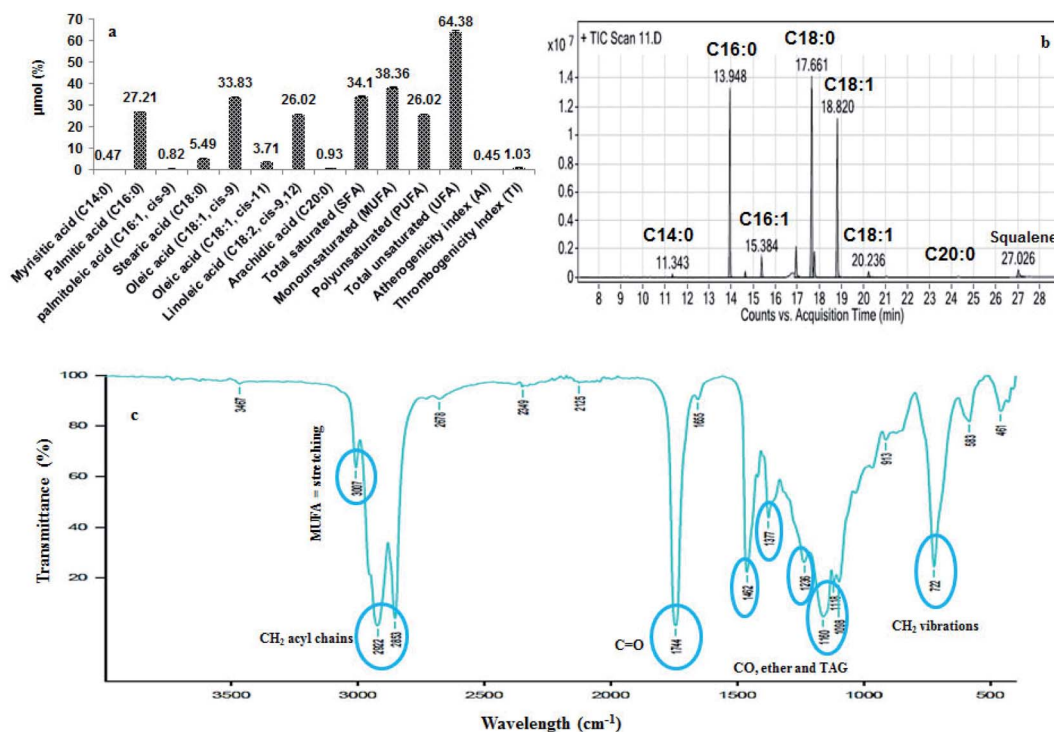 a
µmol (%)
70
60
50
40
30
20
10
0
0.47
27.21
0.82
5.49
33.83
3.71
26.02
0.93
34.1
38.36
26.02
64.38
0.45
1.03
Myrisitic acid (C14:0)
Palmitic acid (C16:0)
palmitoleic acid (C16:1, cis-9)
Stearic acid (C18:0)
Oleic acid (C18:1, cis-9)
Oleic acid (C18:1, cis-11)
Linoleic acid (C18:2, cis-9,12)
Arachidic acid (C20:0)
Total saturated (SFA)
Monounsaturated (MUFA)
Polyunsaturated (PUFA)
Total unsaturated (UFA)
Atherogenicity index (AI)
Thrombogenicity Index (TI)
b
x10⁷
+ TIC Scan 11.D
1.4
1.2
1
0.8
0.6
0.4
0.2
0
C14:0
11.343
C16:0
13.948
C16:1
15.384
C18:0
17.661
C18:1
18.820
C18:1
20.236
C20:0
Squalene
27.026
8 9 10 11 12 13 14 15 16 17 18 19 20 21 22 23 24 25 26 27 28
Counts vs. Acquisition Time (min)
c
Transmittance (%)
100
80
60
40
20
3467
3007
MUFA = stretching
2922
2853
CH₂ acyl chains
2678
2349
2125
1744
C=O
1655
1462
1377
1236
1160
1118
1098
CO, ether and TAG
913
722
CH₂ vibrations
583
461
3500 3000 2500 2000 1500 1000 500
Wavelength (cm⁻¹)